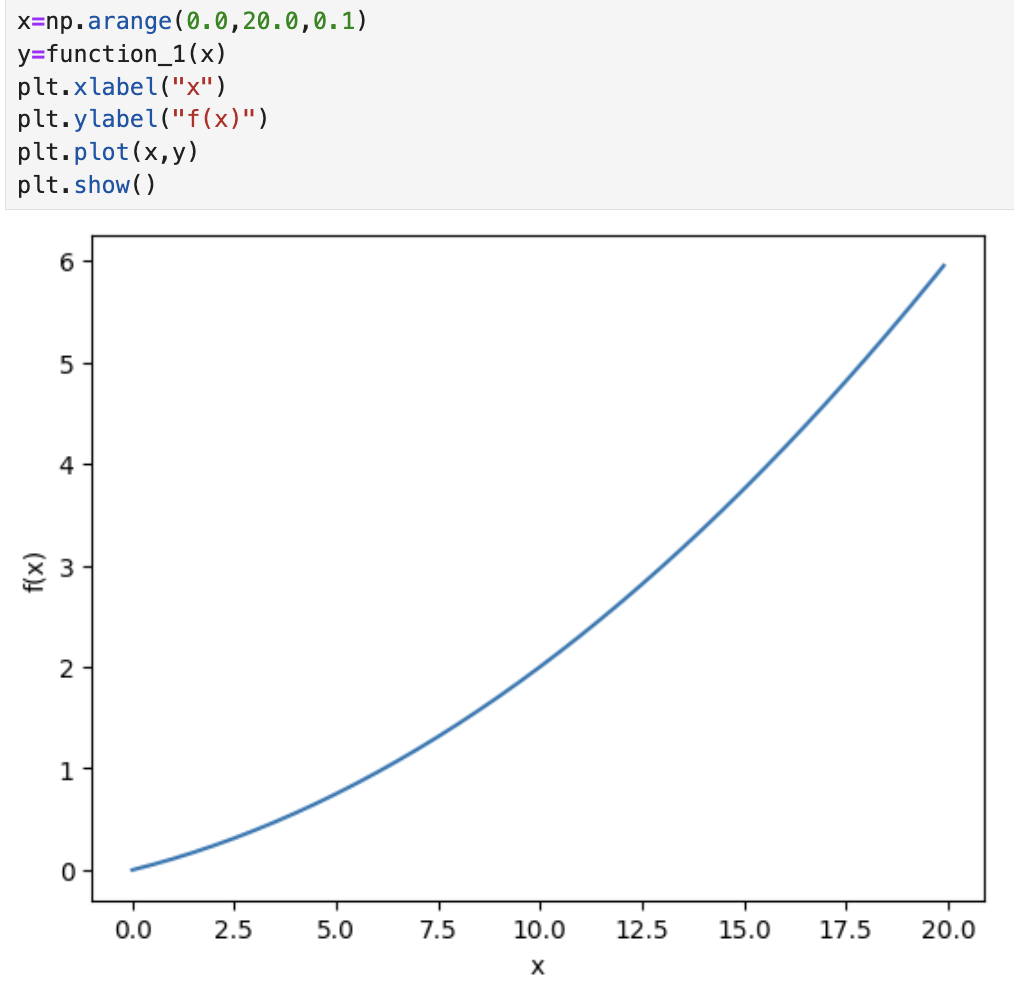 x=np.arange(0.0,20.0,0.1)
y=function_1(x)
plt.xlabel("x")
plt.ylabel("f(x)")
plt.plot(x,y)
plt.show()
6
5
4
3
2
1
0
f(x)
0.0 2.5 5.0 7.5 10.0 12.5 15.0 17.5 20.0
x